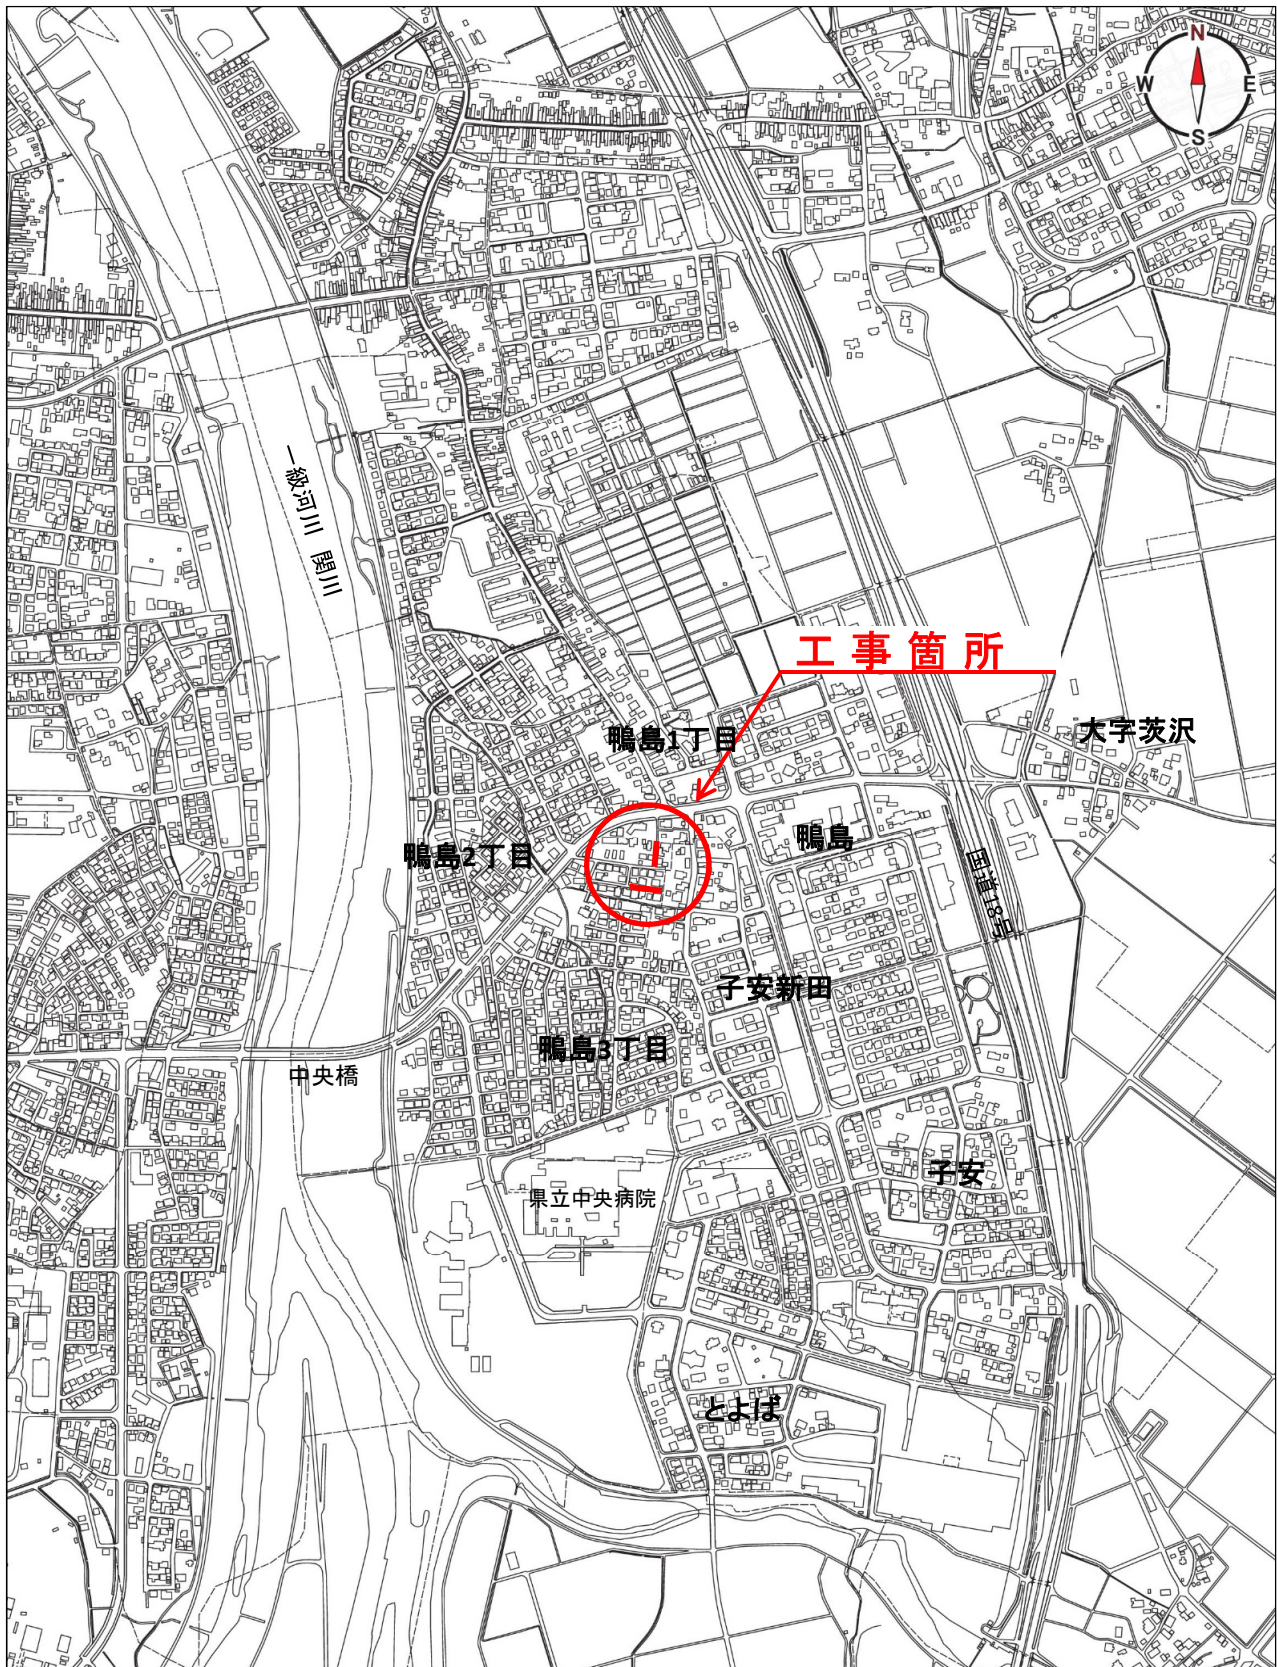 N
W
E
S
一級河川 関川
工事箇所
鴨島1丁目
大字茨沢
鴨島2丁目
鴨島
国道18号
子安新田
鴨島3丁目
中央橋
子安
県立中央病院
とよば